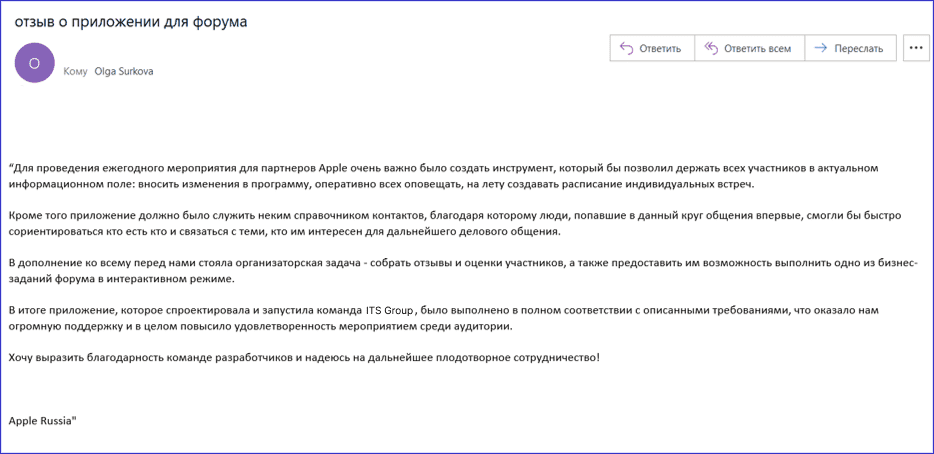 отзыв о приложении для форума
Ответить
Ответить всем
Переслать
О
Кому Olga Surkova
“Для проведения ежегодного мероприятия для партнеров Apple очень важно было создать инструмент, который бы позволил держать всех участников в актуальном
информационном поле: вносить изменения в программу, оперативно всех оповещать, на лету создавать расписание индивидуальных встреч.
Кроме того приложение должно было служить неким справочником контактов, благодаря которому люди, попавшие в данный круг общения впервые, смогли бы быстро
сориентироваться кто есть кто и связаться с теми, кто им интересен для дальнейшего делового общения.
В дополнение ко всему перед нами стояла организаторская задача - собрать отзывы и оценки участников, а также предоставить им возможность выполнить одно из бизнес-
заданий форума в интерактивном режиме.
В итоге приложение, которое спроектировала и запустила команда ITS Group, было выполнено в полном соответствии с описанными требованиями, что оказало нам
огромную поддержку и в целом повысило удовлетворенность мероприятием среди аудитории.
Хочу выразить благодарность команде разработчиков и надеюсь на дальнейшее плодотворное сотрудничество!
Apple Russia"